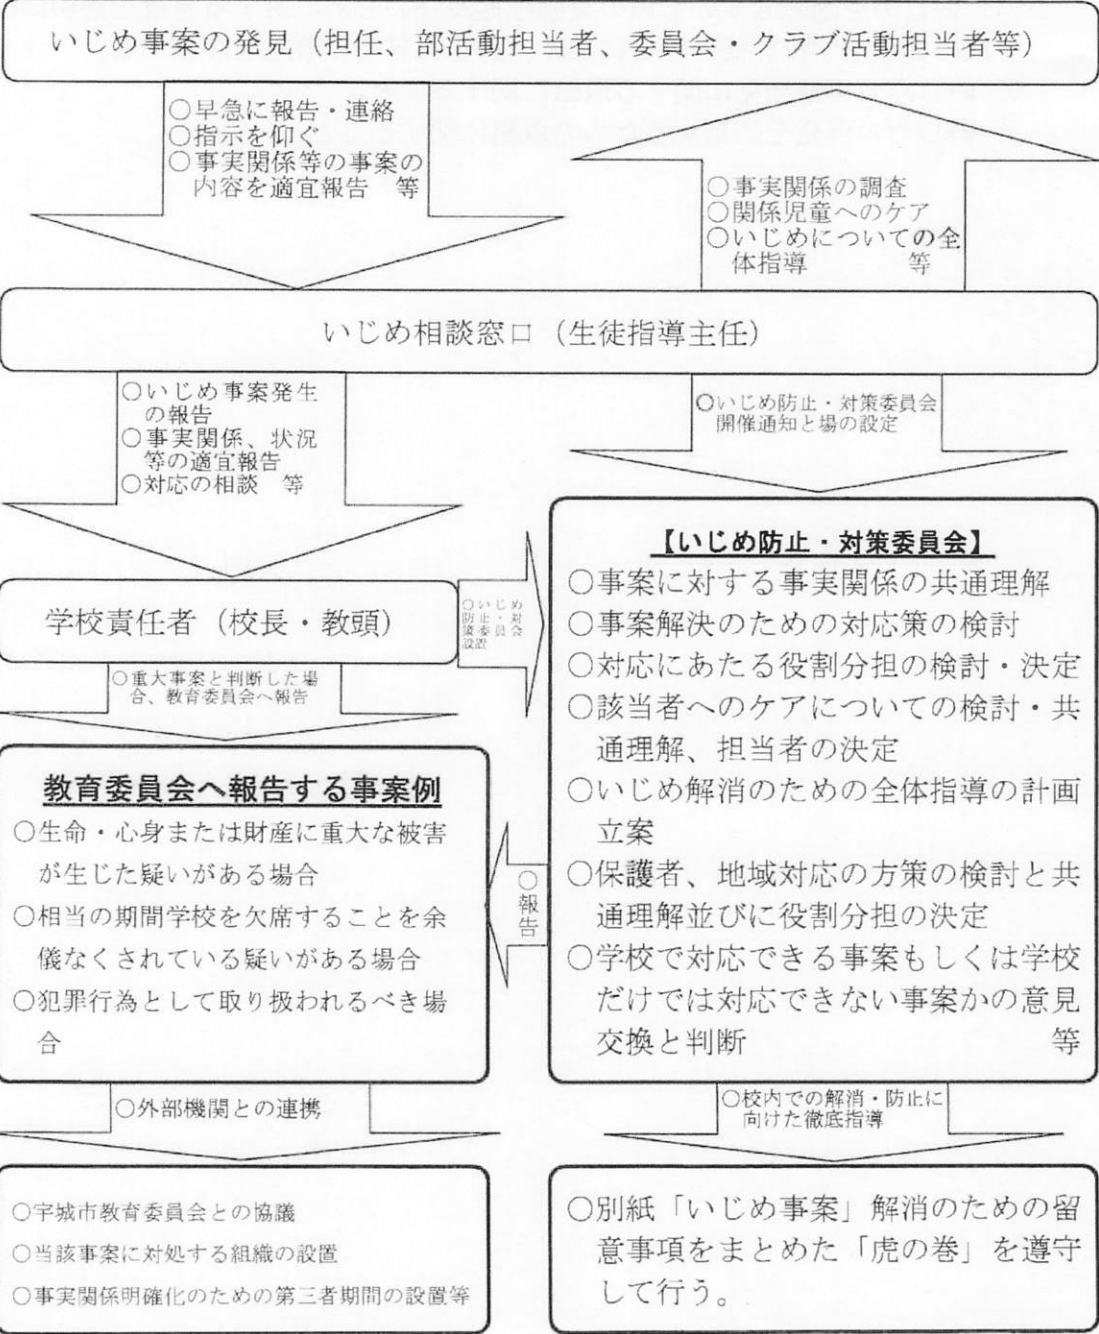 いじめ事案の発見（担任、部活動担当者、委員会・クラブ活動担当者等）
○早急に報告・連絡
○指示を仰ぐ
○事実関係等の事案の
内容を適宜報告　等
○事実関係の調査
○関係児童へのケア
○いじめについての全
体指導　　　　等
いじめ相談窓口（生徒指導主任）
○いじめ事案発生
の報告
○事実関係、状況
等の適宜報告
○対応の相談　等
○いじめ防止・対策委員会
開催通知と場の設定
学校責任者（校長・教頭）
○いじめ
防止・対
策委員会
設置
○重大事案と判断した場
合、教育委員会へ報告
【いじめ防止・対策委員会】
○事案に対する事実関係の共通理解
○事案解決のための対応策の検討
○対応にあたる役割分担の検討・決定
○該当者へのケアについての検討・共
通理解、担当者の決定
○いじめ解消のための全体指導の計画
立案
○保護者、地域対応の方策の検討と共
通理解並びに役割分担の決定
○学校で対応できる事案もしくは学校
だけでは対応できない事案かの意見
交換と判断　　　　　　　　　　等
○報告
教育委員会へ報告する事案例
○生命・心身または財産に重大な被害
が生じた疑いがある場合
○相当の期間学校を欠席することを余
儀なくされている疑いがある場合
○犯罪行為として取り扱われるべき場
合
○外部機関との連携
○校内での解消・防止に
向けた徹底指導
○宇城市教育委員会との協議
○当該事案に対処する組織の設置
○事実関係明確化のための第三者期間の設置等
○別紙「いじめ事案」解消のための留
意事項をまとめた「虎の巻」を遵守
して行う。